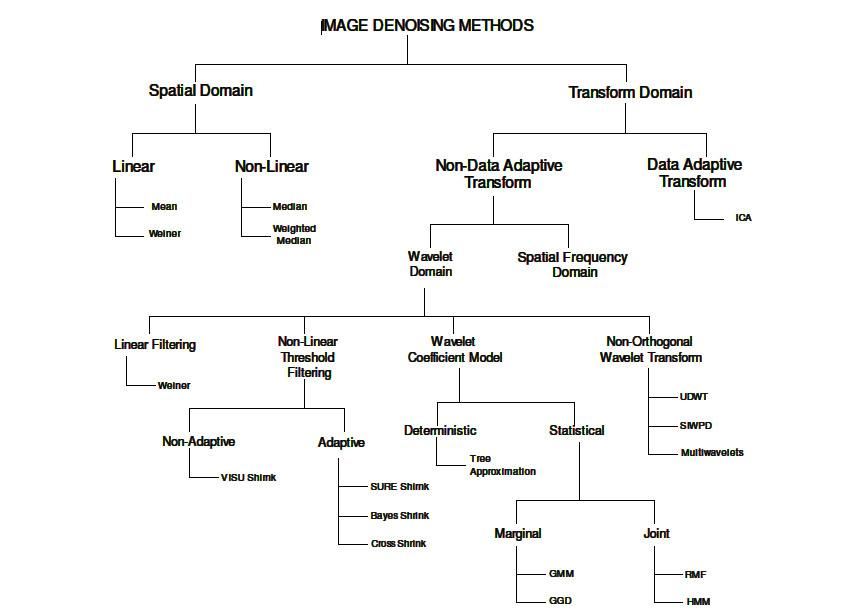 IMAGE DENOISING METHODS
Spatial Domain
Transform Domain
Linear
Non-Linear
Non-Data Adaptive
Transform
Data Adaptive
Transform
Mean
Weiner
Median
Weighted
Median
ICA
Wavelet
Domain
Spatial Frequency
Domain
Linear Filtering
Non-Linear
Threshold
Filtering
Wavelet
Coefficient Model
Non-Orthogonal
Wavelet Transform
Weiner
UDWT
SIWPD
Multiwavelets
Non-Adaptive
Adaptive
Deterministic
Statistical
VISU Shirnk
SURE Shirnk
Bayes Shrink
Cross Shrink
Tree
Approximation
Marginal
Joint
GMM
GGD
RMF
HMM